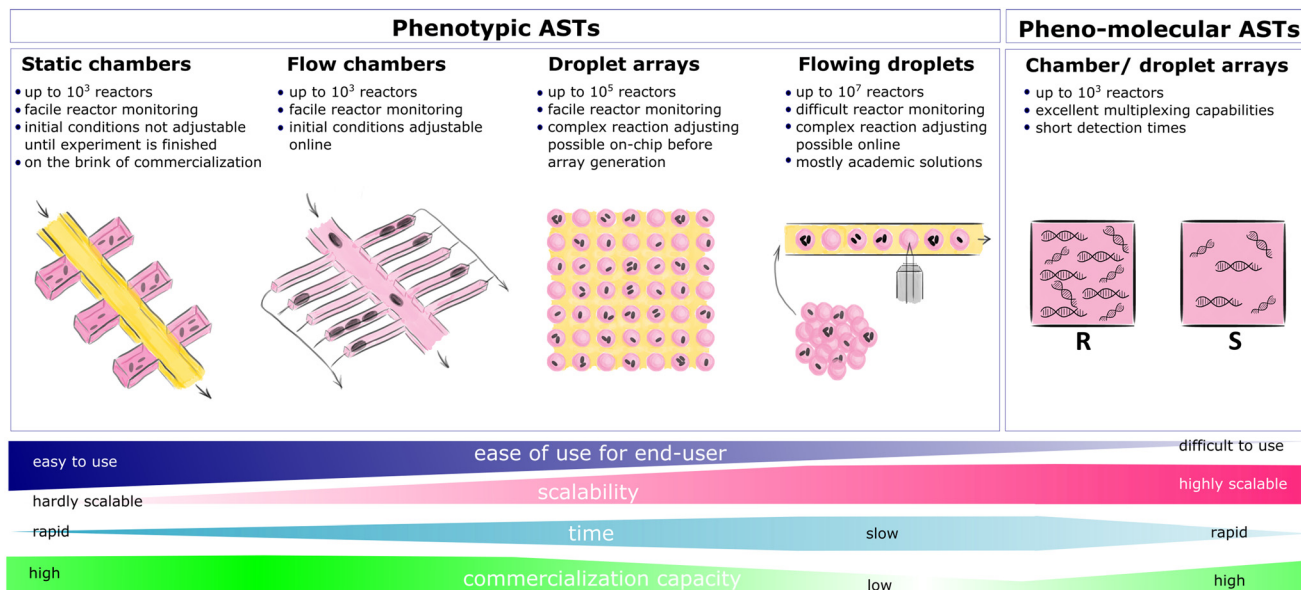 Phenotypic ASTs
Pheno-molecular ASTs
Static chambers
• up to 10³ reactors
• facile reactor monitoring
• initial conditions not adjustable
until experiment is finished
• on the brink of commercialization
Flow chambers
• up to 10³ reactors
• facile reactor monitoring
• initial conditions adjustable
online
Droplet arrays
• up to 10⁵ reactors
• facile reactor monitoring
• complex reaction adjusting
possible on-chip before
array generation
Flowing droplets
• up to 10⁷ reactors
• difficult reactor monitoring
• complex reaction adjusting
possible online
• mostly academic solutions
Chamber/ droplet arrays
• up to 10³ reactors
• excellent multiplexing capabilities
• short detection times
R
S
easy to use
ease of use for end-user
difficult to use
hardly scalable
scalability
highly scalable
rapid
time
slow
rapid
high
commercialization capacity
low
high